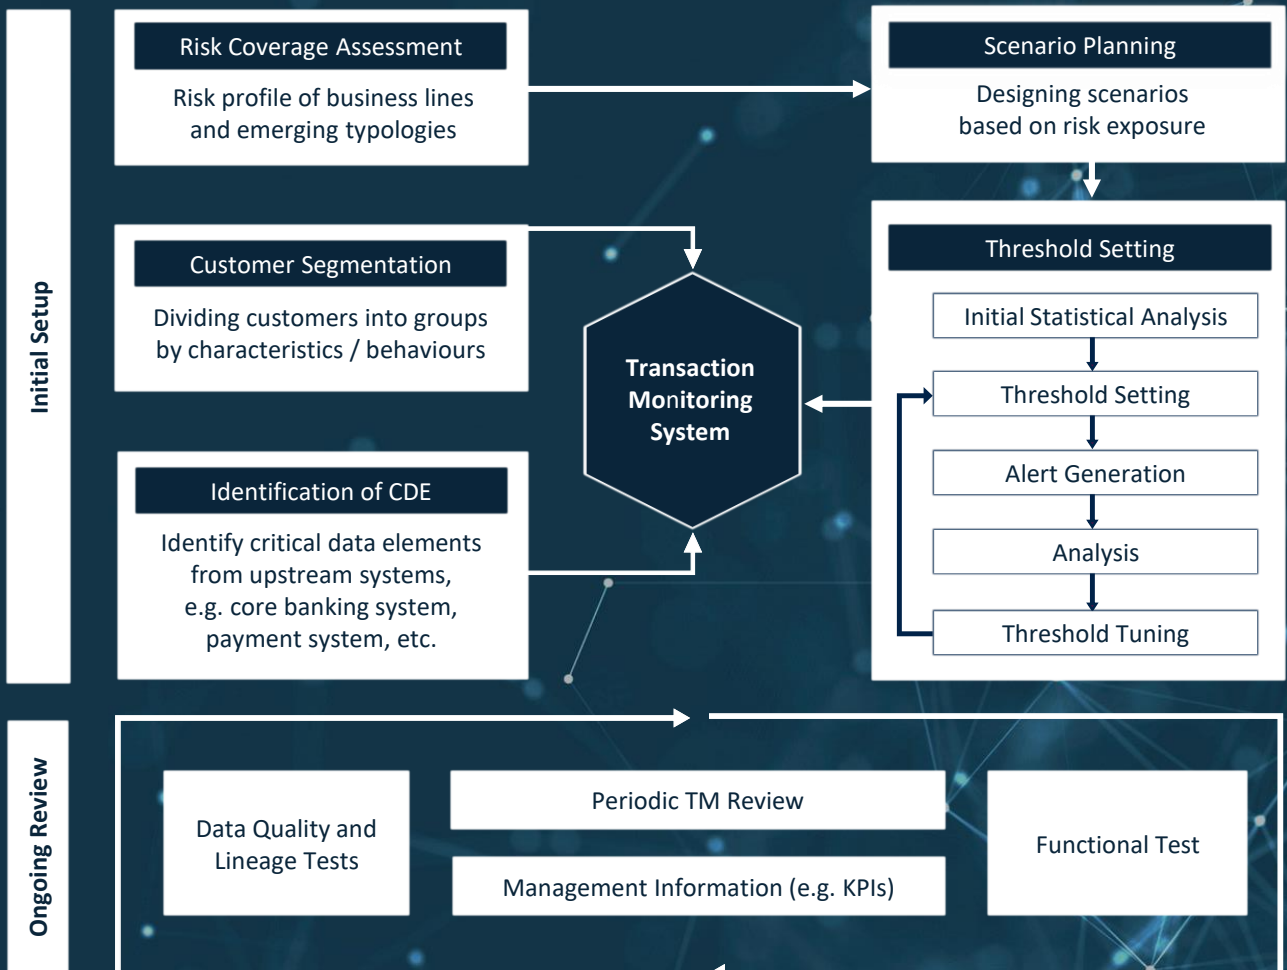 Initial Setup
Risk Coverage Assessment
Risk profile of business lines
and emerging typologies
Scenario Planning
Designing scenarios
based on risk exposure
Customer Segmentation
Dividing customers into groups
by characteristics / behaviours
Identification of CDE
Identify critical data elements
from upstream systems,
e.g. core banking system,
payment system, etc.
Transaction
Monitoring
System
Threshold Setting
Initial Statistical Analysis
Threshold Setting
Alert Generation
Analysis
Threshold Tuning
Ongoing Review
Data Quality and
Lineage Tests
Periodic TM Review
Management Information (e.g. KPIs)
Functional Test